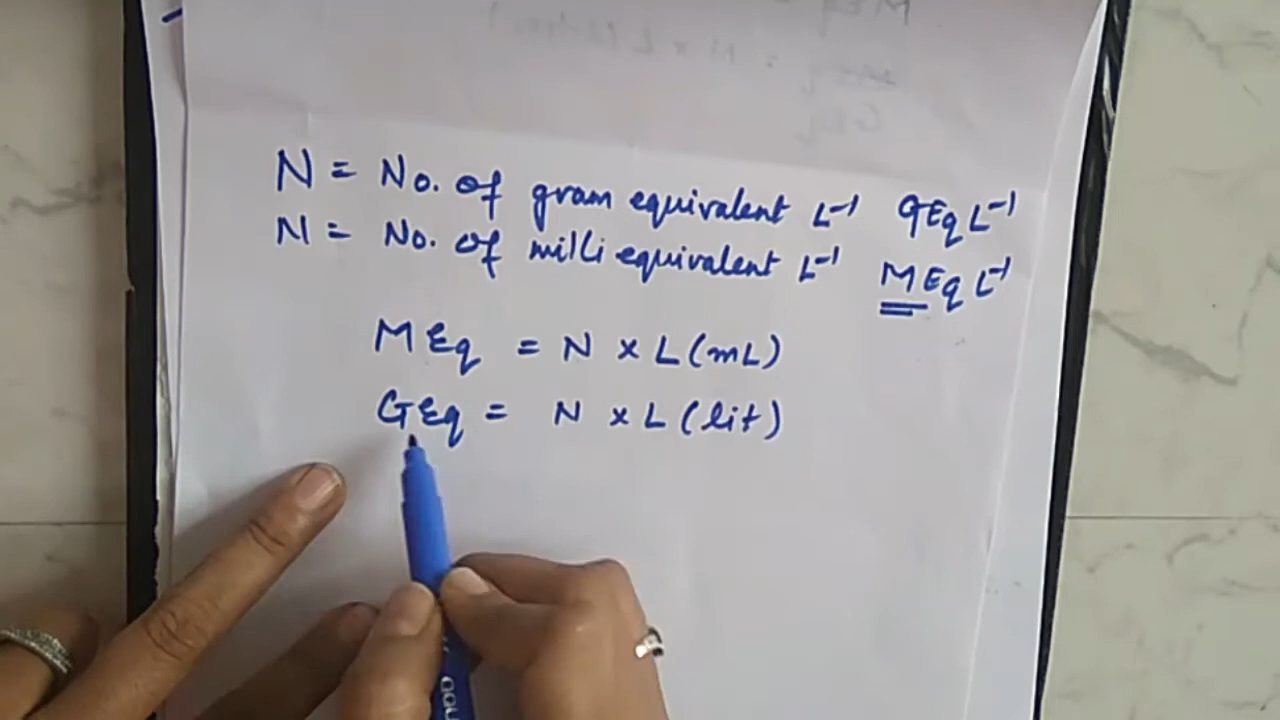 N = No. of gram equivalent L⁻¹ GEq L⁻¹
N = No. of milli equivalent L⁻¹ MEq L⁻¹
MEq = N × L (mL)
GEq = N × L (lit)